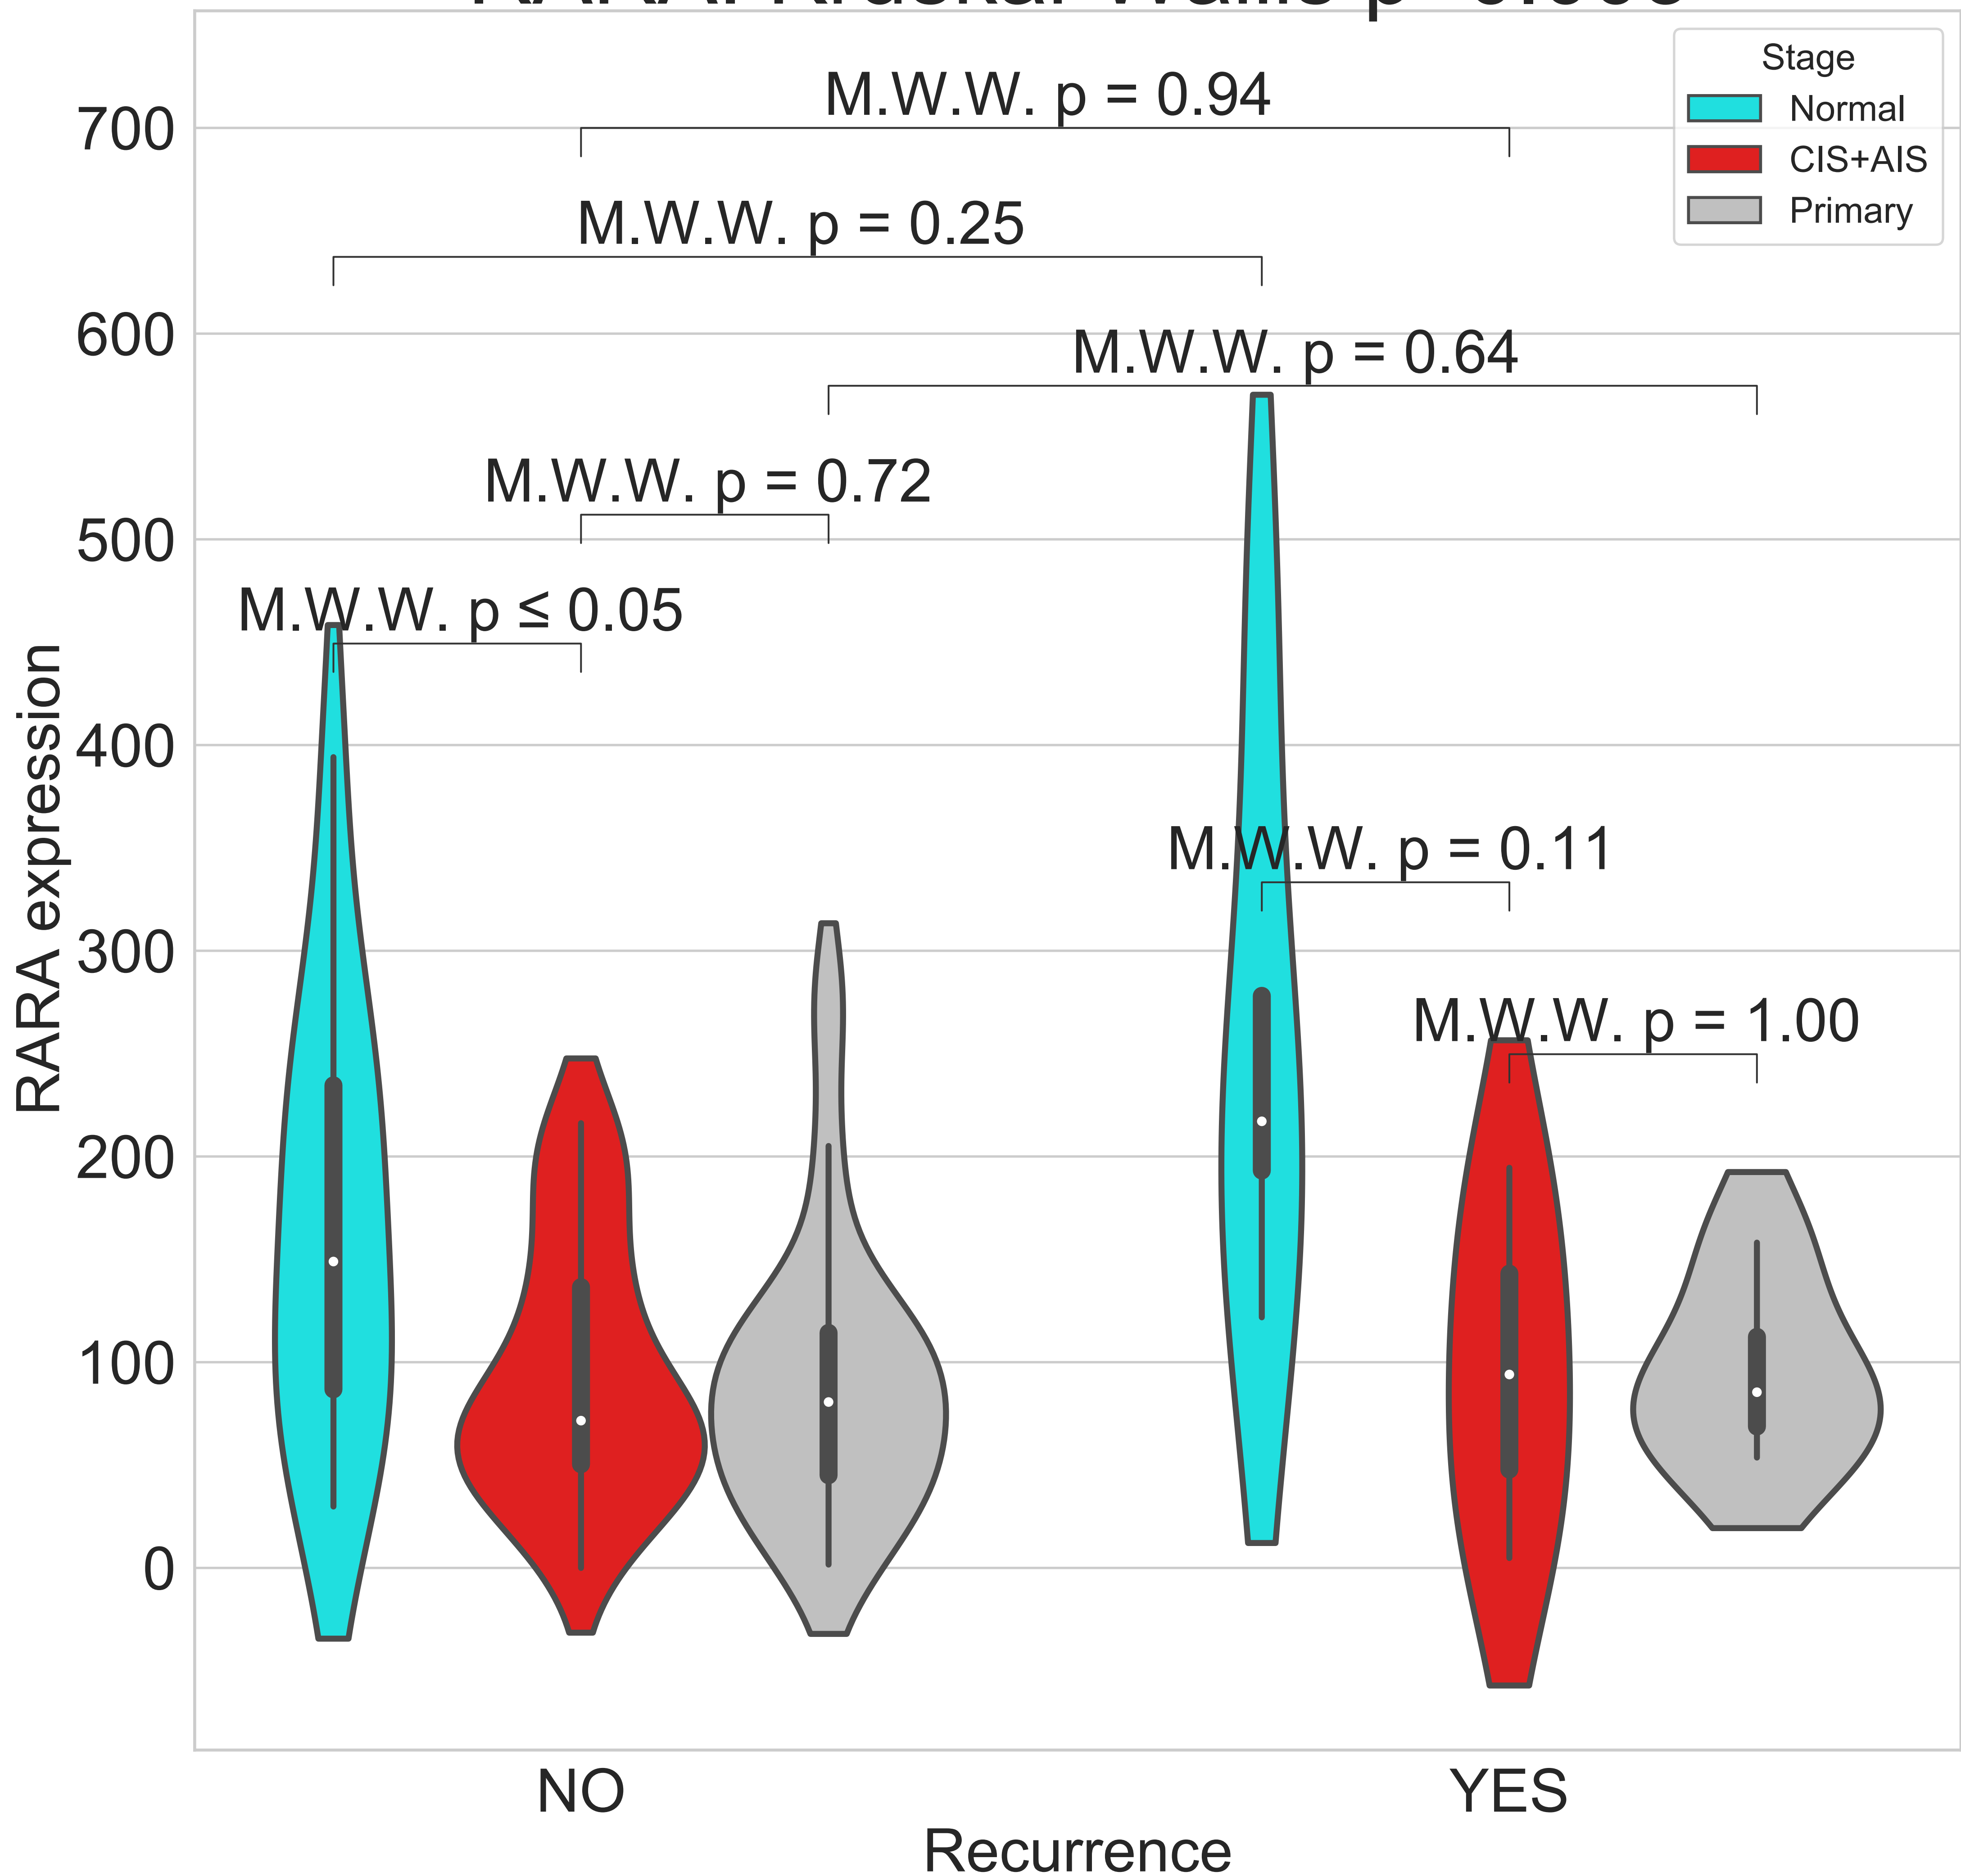 Stage
Normal
CIS+AIS
Primary
M.W.W. p = 0.94
M.W.W. p = 0.25
M.W.W. p = 0.64
M.W.W. p = 0.72
M.W.W. p ≤ 0.05
M.W.W. p = 0.11
M.W.W. p = 1.00
700
600
500
400
300
200
100
0
RARA expression
NO
YES
Recurrence